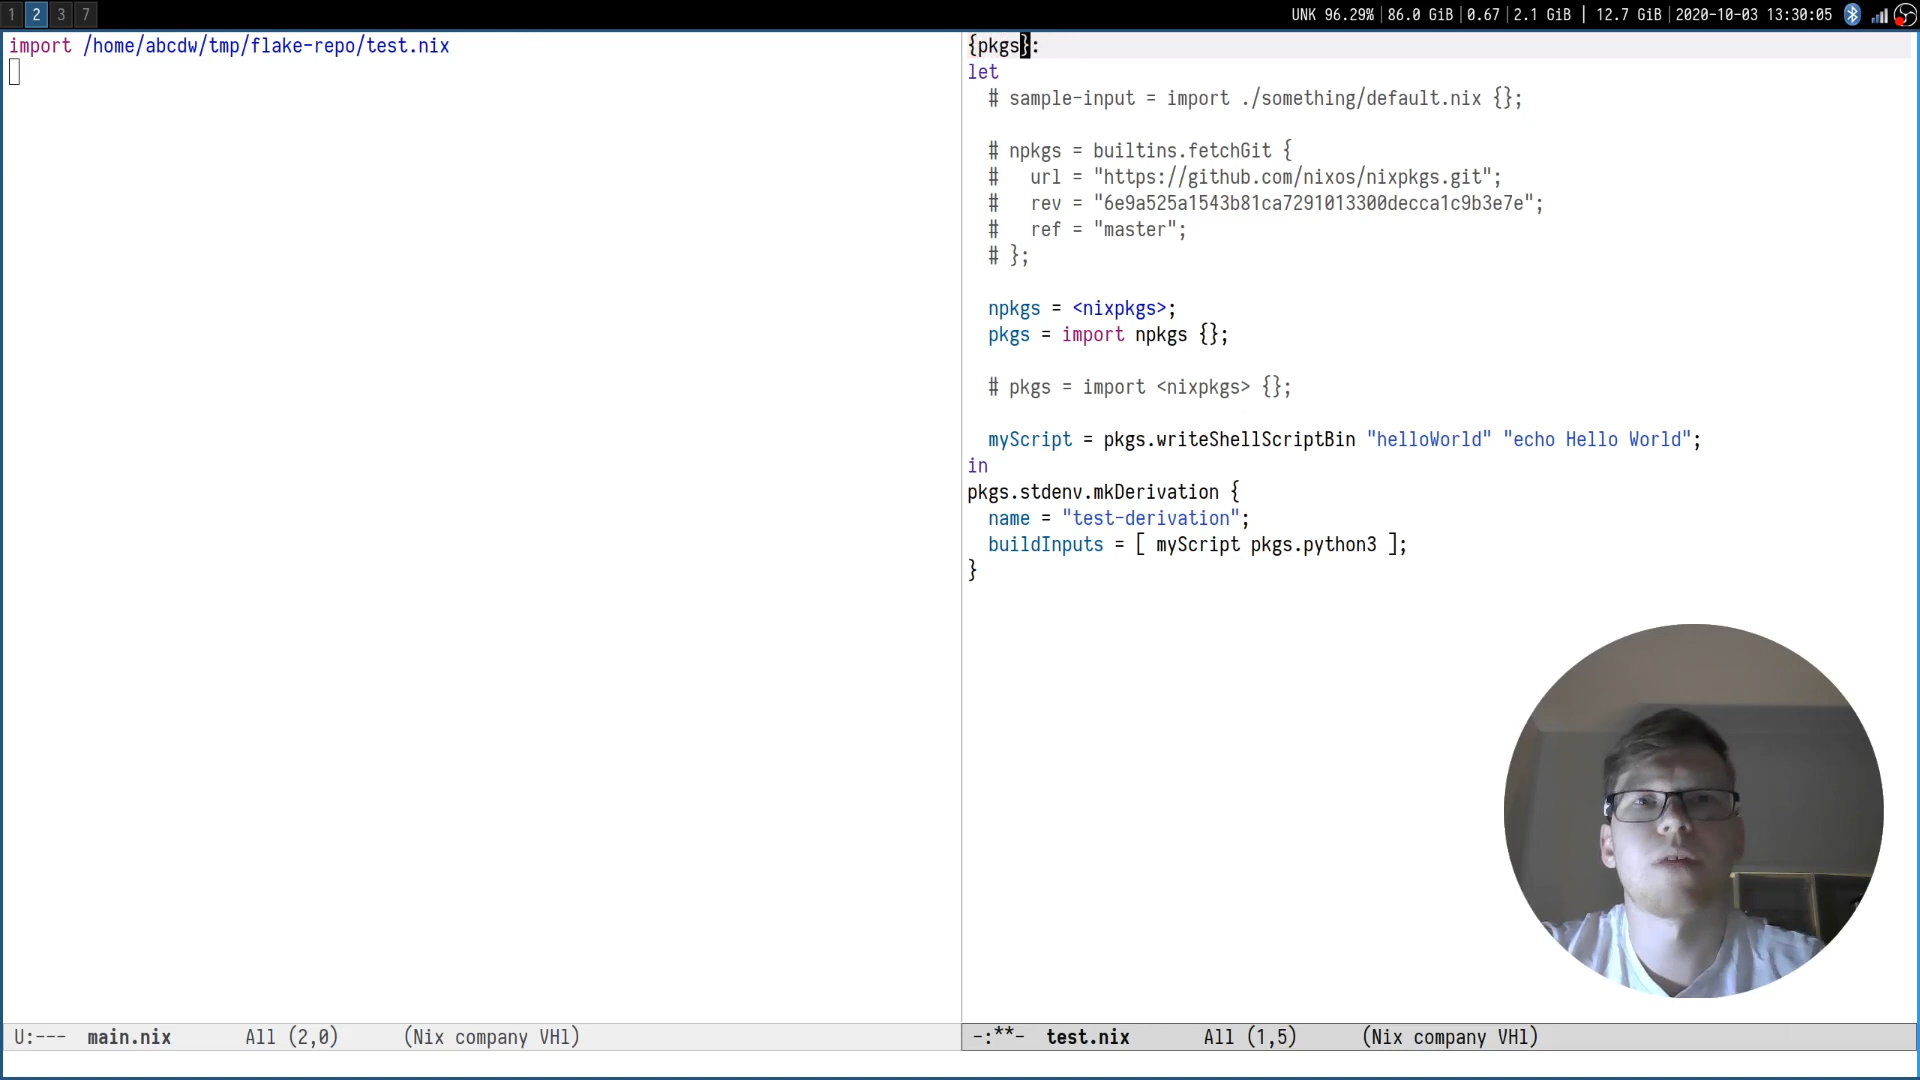 1 2 3 7 UNK 96.29% 86.0 GiB 0.67 2.1 GiB | 12.7 GiB 2020-10-03 13:30:05
import /home/abcdw/tmp/flake-repo/test.nix
U:--- main.nix All (2,0) (Nix company VHl)
{pkgs}:
let
# sample-input = import ./something/default.nix {};
# npkgs = builtins.fetchGit {
# url = "https://github.com/nixos/nixpkgs.git";
# rev = "6e9a525a1543b81ca7291013300decca1c9b3e7e";
# ref = "master";
# };
npkgs = <nixpkgs>;
pkgs = import npkgs {};
# pkgs = import <nixpkgs> {};
myScript = pkgs.writeShellScriptBin "helloWorld" "echo Hello World";
in
pkgs.stdenv.mkDerivation {
name = "test-derivation";
buildInputs = [ myScript pkgs.python3 ];
}
-:**- test.nix All (1,5) (Nix company VHl)